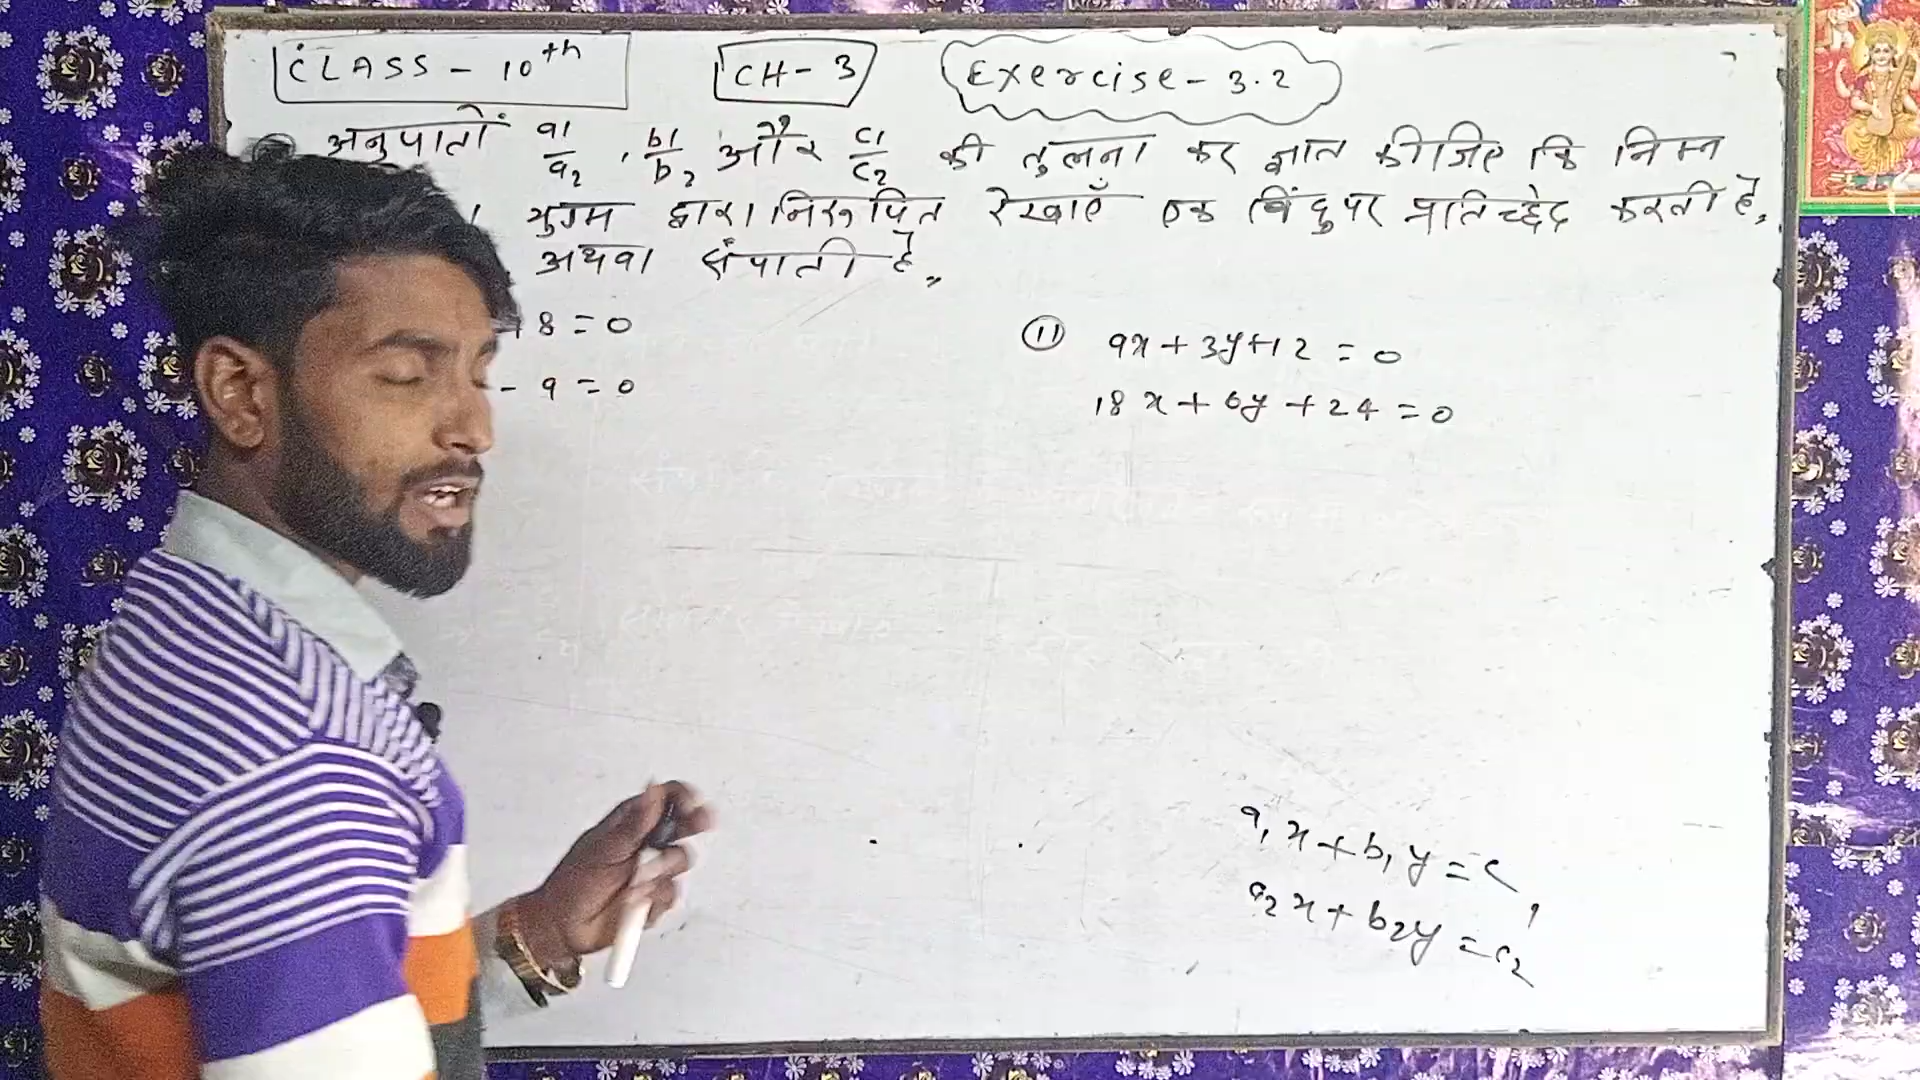 CLASS - 10th CH - 3 Exercise - 3.2
अनुपातों a1/a2 , b1/b2 और c1/c2 की तुलना कर ज्ञात कीजिए कि निम्न
युग्म द्वारा निरूपित रेखाएँ एक बिंदु पर प्रतिच्छेद करती है,
अथवा संपाती है,,
+ 8 = 0
- 9 = 0
(11) 9x + 3y + 12 = 0
18x + 6y + 24 = 0
a1x + b1y = c1
a2x + b2y = c2